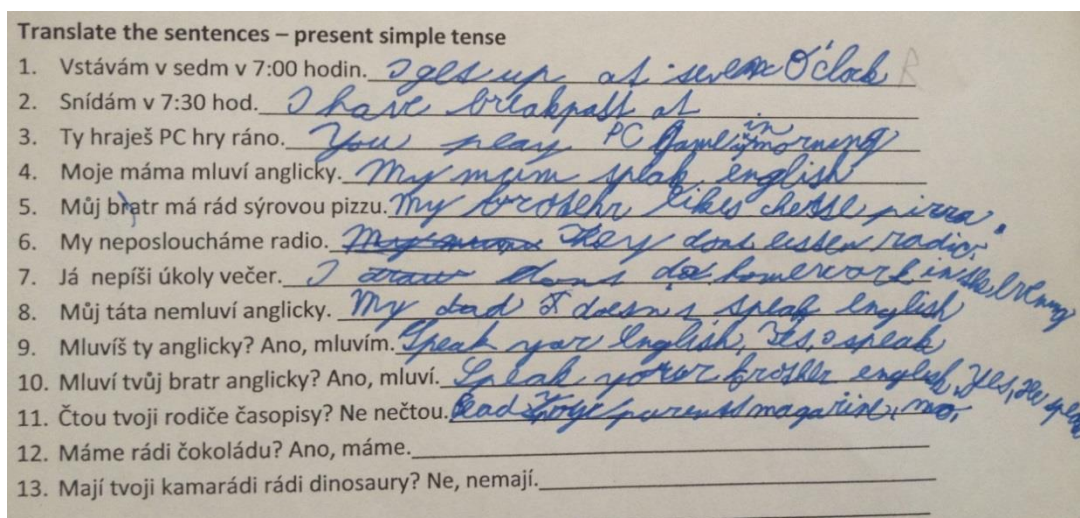 Translate the sentences – present simple tense
1. Vstávám v sedm v 7:00 hodin. I get up at seven O'clock R
2. Snídám v 7:30 hod. I have breakpast at
3. Ty hraješ PC hry ráno. You play PC Game in morning
4. Moje máma mluví anglicky. My mum speak english
5. Můj bratr má rád sýrovou pizzu. My brotehr likes cheese pizza.
6. My neposloucháme radio. They dont lissen radio.
7. Já nepíši úkoly večer. I dont do homework in the evening
8. Můj táta nemluví anglicky. My dad doesn't speak english
9. Mluvíš ty anglicky? Ano, mluvím. Speak your English, Yes, I speak
10. Mluví tvůj bratr anglicky? Ano, mluví. Speak your brother english, Yes, he speak
11. Čtou tvoji rodiče časopisy? Ne nečtou. Read parents magazine, no,
12. Máme rádi čokoládu? Ano, máme.
13. Mají tvoji kamarádi rádi dinosaury? Ne, nemají.